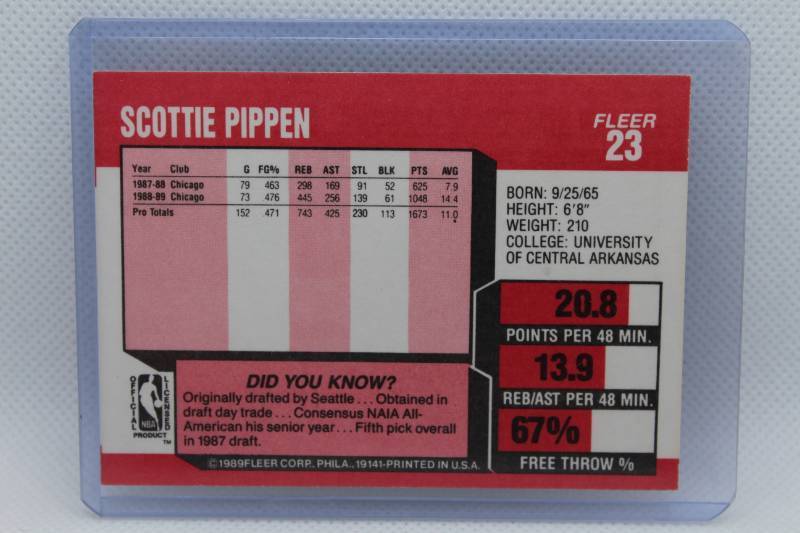 SCOTTIE PIPPEN
FLEER
23
Year Club G FG% REB AST STL BLK PTS AVG
1987-88 Chicago 79 463 298 169 91 52 625 7.9
1988-89 Chicago 73 476 445 256 139 61 1048 14.4
Pro Totals 152 .471 743 425 230 113 1673 11.0
BORN: 9/25/65
HEIGHT: 6'8"
WEIGHT: 210
COLLEGE: UNIVERSITY
OF CENTRAL ARKANSAS
20.8
POINTS PER 48 MIN.
13.9
REB/AST PER 48 MIN.
67%
FREE THROW %
OFFICIAL
LICENSED
NBA
PRODUCT ™
DID YOU KNOW?
Originally drafted by Seattle . . . Obtained in
draft day trade . . . Consensus NAIA All-
American his senior year . . . Fifth pick overall
in 1987 draft.
©1989FLEER CORP. PHILA., 19141-PRINTED IN U.S.A.